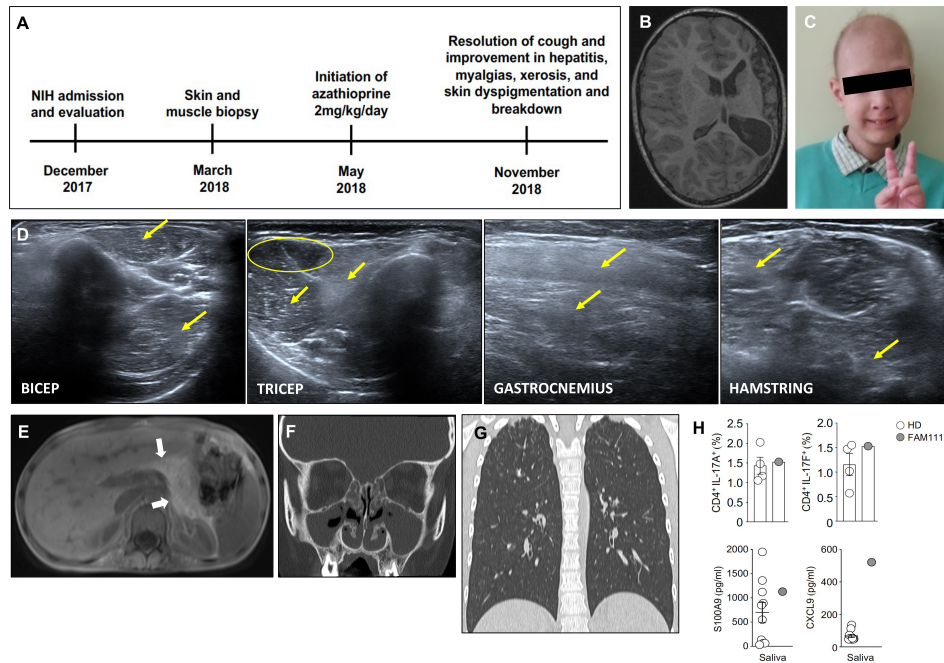 A
NIH admission
and evaluation
Skin and
muscle biopsy
Initiation of
azathioprine
2mg/kg/day
Resolution of cough and
improvement in hepatitis,
myalgias, xerosis, and
skin dyspigmentation and
breakdown
December
2017
March
2018
May
2018
November
2018
B
C
D
BICEP
TRICEP
GASTROCNEMIUS
HAMSTRING
E
F
G
H
HD
FAM111
CD4+ IL-17A+ (%)
2.5
2.0
1.5
1.0
0.5
0
CD4+ IL-17F+ (%)
2.0
1.5
1.0
0.5
0
S100A9 (pg/ml)
2000
1500
1000
500
0
Saliva
CXCL9 (pg/ml)
600
400
200
0
Saliva